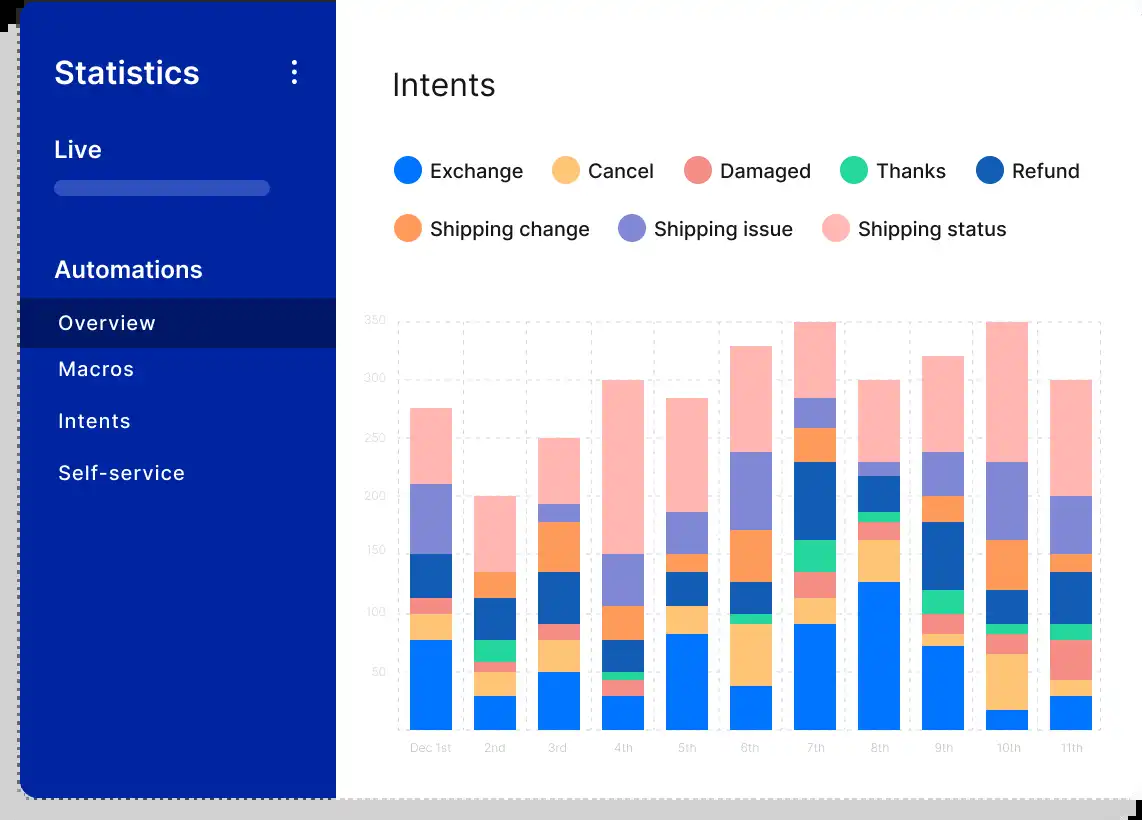 Statistics
Live
Automations
Overview
Macros
Intents
Self-service
Intents
Exchange Cancel Damaged Thanks Refund
Shipping change Shipping issue Shipping status
350
300
250
200
150
100
50
Dec 1st 2nd 3rd 4th 5th 6th 7th 8th 9th 10th 11th